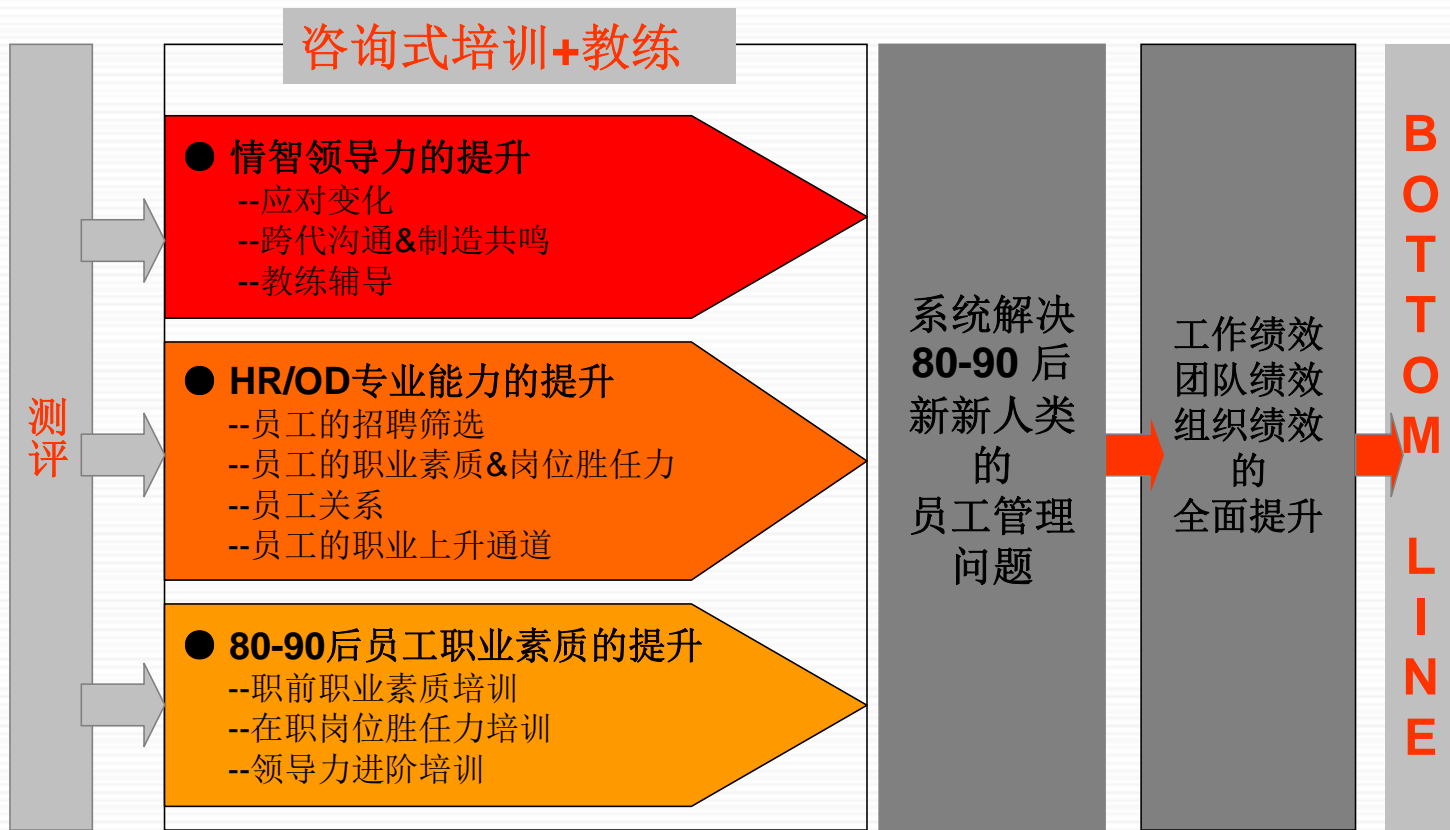 咨询式培训+教练
测
评
● 情智领导力的提升
--应对变化
--跨代沟通&制造共鸣
--教练辅导
● HR/OD专业能力的提升
--员工的招聘筛选
--员工的职业素质&岗位胜任力
--员工关系
--员工的职业上升通道
● 80-90后员工职业素质的提升
--职前职业素质培训
--在职岗位胜任力培训
--领导力进阶培训
系统解决
80-90 后
新新人类
的
员工管理
问题
工作绩效
团队绩效
组织绩效
的
全面提升
B
O
T
T
O
M
L
I
N
E